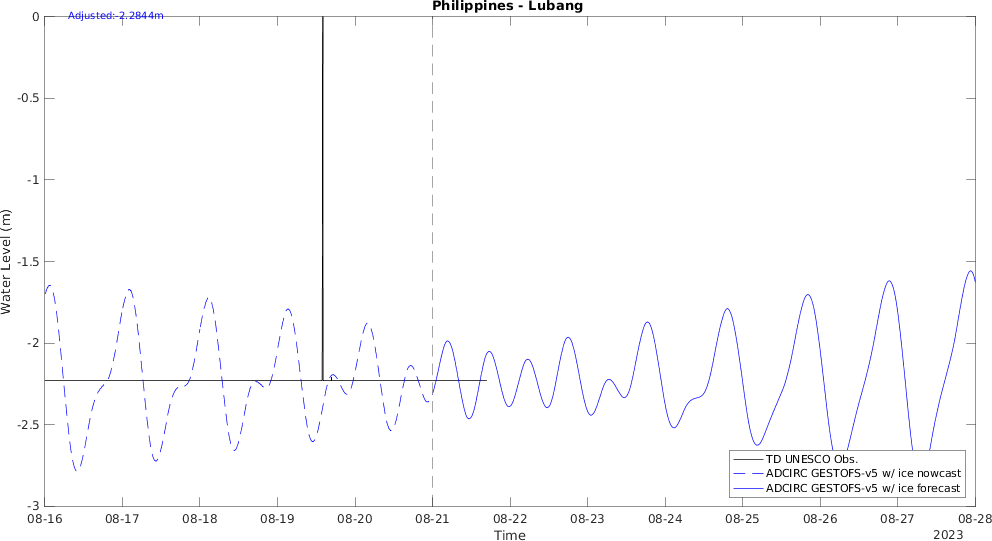 Philippines - Lubang
Adjusted:-2.2844m
0
-0.5
-1
-1.5
-2
-2.5
-3
Water Level (m)
08-16 08-17 08-18 08-19 08-20 08-21 08-22 08-23 08-24 08-25 08-26 08-27 08-28
Time
2023
TD UNESCO Obs.
ADCIRC GESTOFS-v5 w/ ice nowcast
ADCIRC GESTOFS-v5 w/ ice forecast